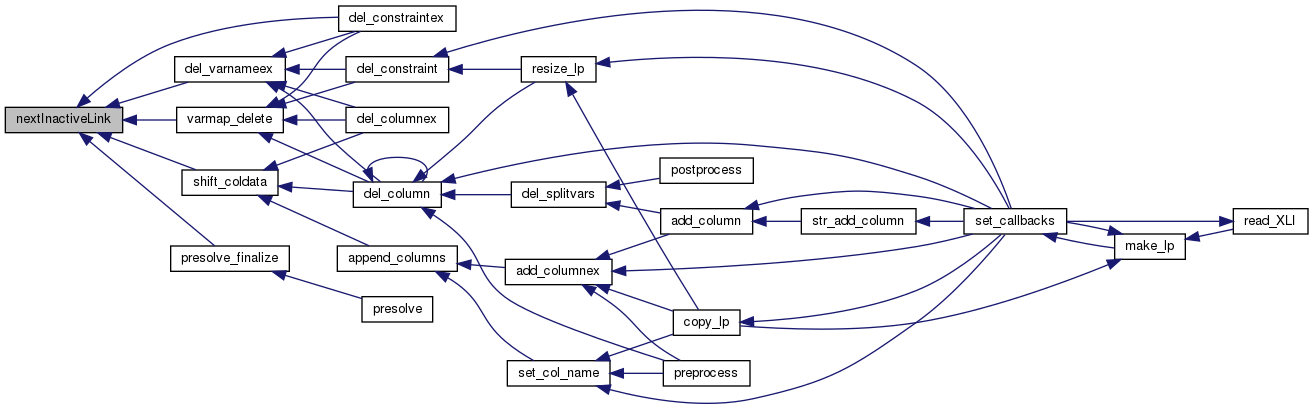 nextInactiveLink
del_constraintex
del_varnameex
varmap_delete
shift_coldata
presolve_finalize
del_constraint
del_columnex
del_column
append_columns
presolve
resize_lp
del_splitvars
add_columnex
set_col_name
postprocess
add_column
copy_lp
preprocess
str_add_column
set_callbacks
make_lp
read_XLI